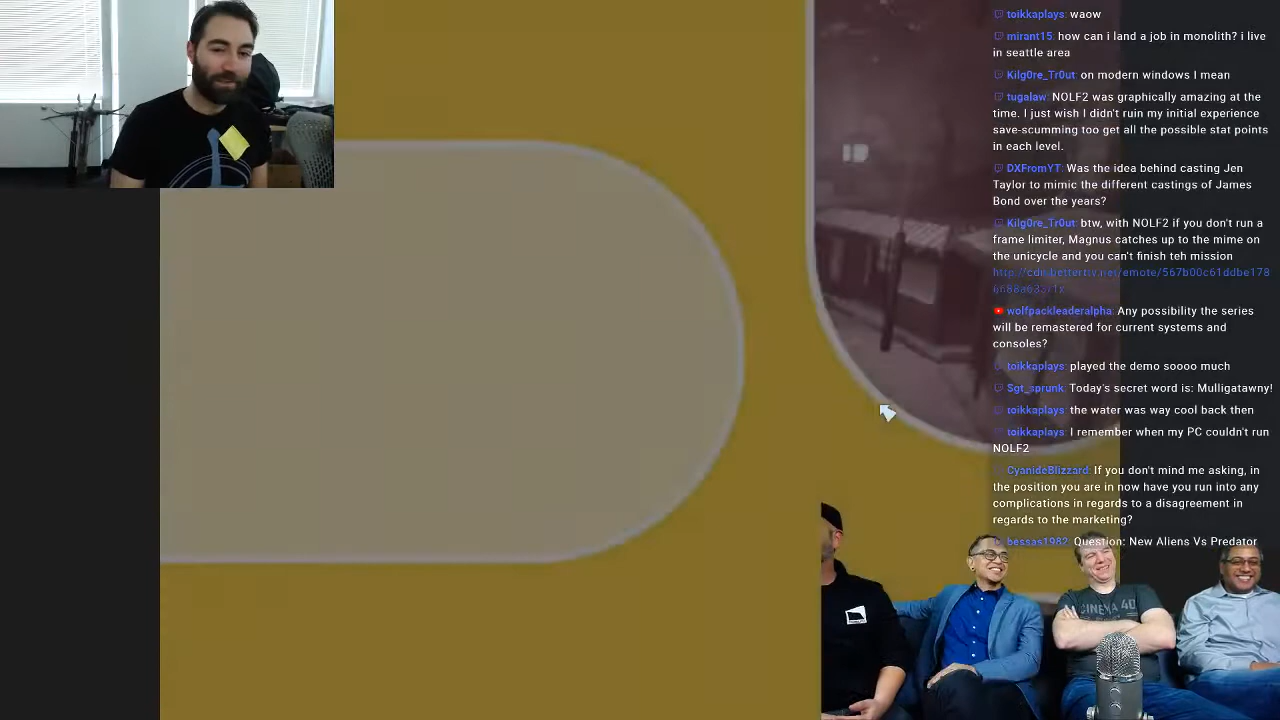 toikkaplays: waow
mirant15: how can i land a job in monolith? i live
in seattle area
Kilg0re_Tr0ut: on modern windows I mean
tugalaw: NOLF2 was graphically amazing at the
time. I just wish I didn't ruin my initial experience
save-scumming too get all the possible stat points
in each level.
DXFromYT: Was the idea behind casting Jen
Taylor to mimic the different castings of James
Bond over the years?
Kilg0re_Tr0ut: btw, with NOLF2 if you don't run a
frame limiter, Magnus catches up to the mime on
the unicycle and you can't finish teh mission
wolfpackleaderalpha: Any possibility the series
will be remastered for current systems and
consoles?
toikkaplays: played the demo soooo much
Sgt_sprunk: Today's secret word is: Mulligatawny!
toikkaplays: the water was way cool back then
toikkaplays: I remember when my PC couldn't run
NOLF2
CyanideBlizzard: If you don't mind me asking, in
the position you are in now have you run into any
complications in regards to a disagreement in
regards to the marketing?
bessas1982: Question: New Aliens Vs Predator
CINEMA 4D